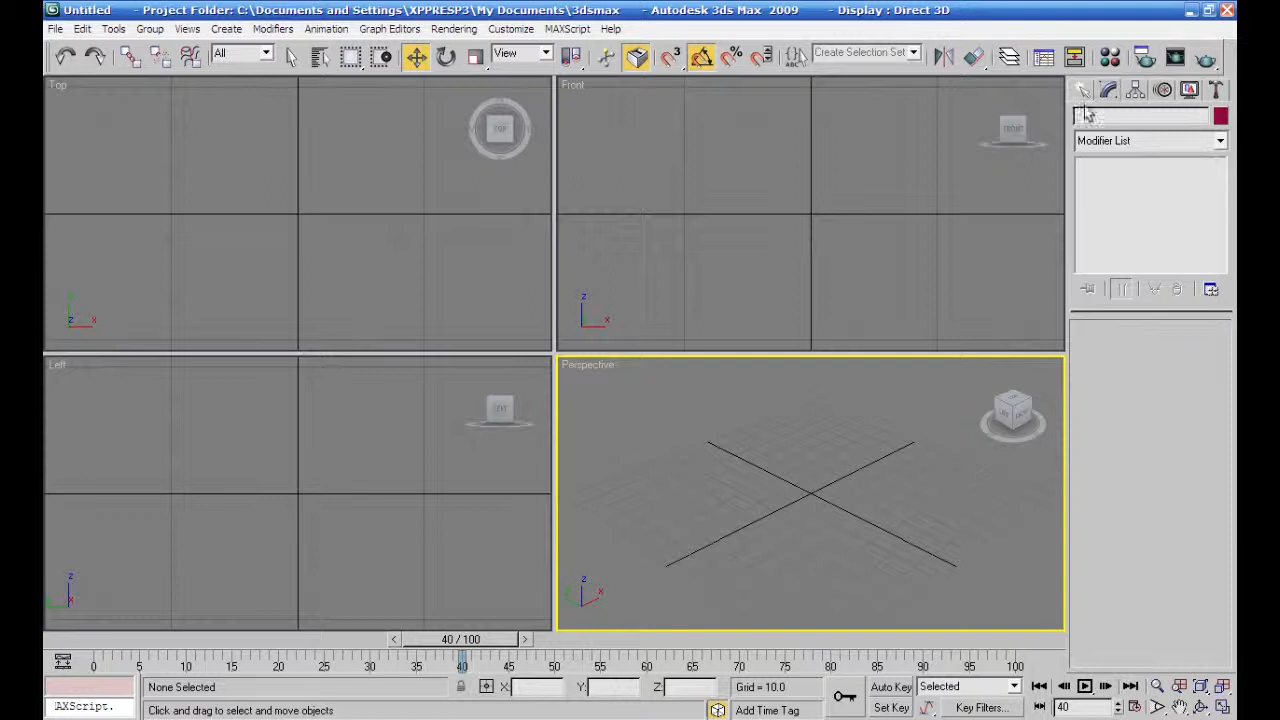 Untitled - Project Folder: C:\Documents and Settings\XPPRESP3\My Documents\3dsmax - Autodesk 3ds Max 2009 - Display : Direct 3D
File Edit Tools Group Views Create Modifiers Animation Graph Editors Rendering Customize MAXScript Help
All View 3 % ABC Create Selection Set
Top Front
TOP FRONT
Modifier List
z
x
z x
Left Perspective
z
x
z
x
40 / 100
0 5 10 15 20 25 30 35 40 45 50 55 60 65 70 75 80 85 90 95 100
None Selected X: Y: Z: Grid = 10.0 Auto Key Selected
AXScript. Click and drag to select and move objects Add Time Tag Set Key Key Filters... 40